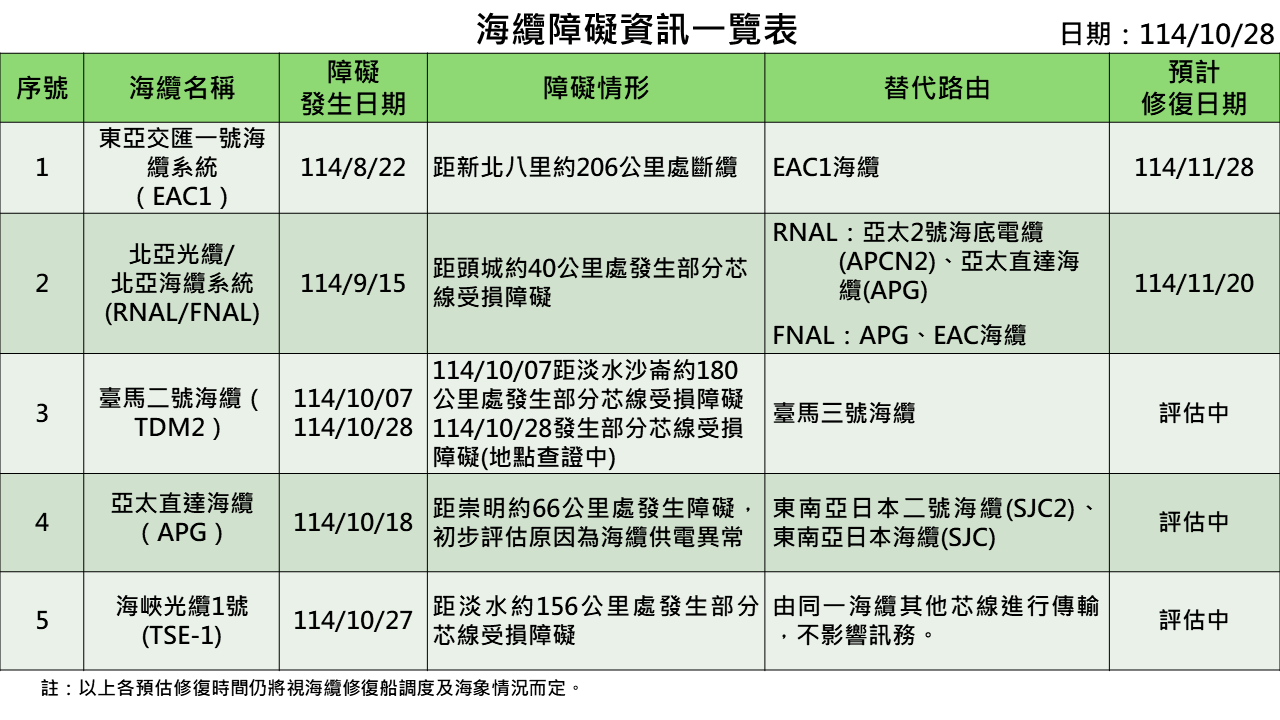 海纜障礙資訊一覽表
日期：114/10/28
序號
海纜名稱
障礙
發生日期
障礙情形
替代路由
預計
修復日期
1
東亞交匯一號海
纜系統
（EAC1）
114/8/22
距新北八里約206公里處斷纜
EAC1海纜
114/11/28
2
北亞光纜/
北亞海纜系統
(RNAL/FNAL)
114/9/15
距頭城約40公里處發生部分芯
線受損障礙
RNAL：亞太2號海底電纜
(APCN2)、亞太直達海
纜(APG)
FNAL：APG、EAC海纜
114/11/20
3
臺馬二號海纜（
TDM2）
114/10/07
114/10/28
114/10/07距淡水沙崙約180
公里處發生部分芯線受損障礙
114/10/28發生部分芯線受損
障礙(地點查證中)
臺馬三號海纜
評估中
4
亞太直達海纜
（APG）
114/10/18
距崇明約66公里處發生障礙，
初步評估原因為海纜供電異常
東南亞日本二號海纜(SJC2)、
東南亞日本海纜(SJC)
評估中
5
海峽光纜1號
(TSE-1)
114/10/27
距淡水約156公里處發生部分
芯線受損障礙
由同一海纜其他芯線進行傳輸
，不影響訊務。
評估中
註：以上各預估修復時間仍將視海纜修復船調度及海象情況而定。